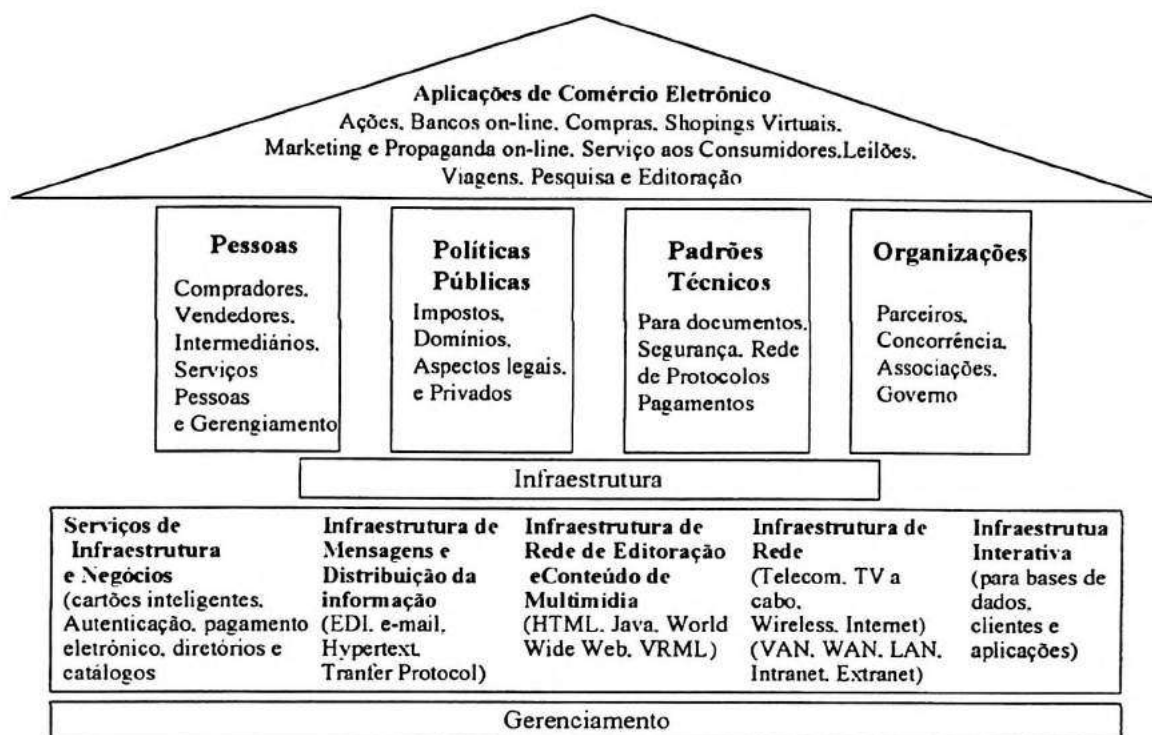 Aplicações de Comércio Eletrônico
Ações. Bancos on-line. Compras. Shopings Virtuais.
Marketing e Propaganda on-line. Serviço aos Consumidores.Leilões.
Viagens. Pesquisa e Editoração
Pessoas
Compradores.
Vendedores.
Intermediários.
Serviços
Pessoas
e Gerengiamento
Políticas
Públicas
Impostos,
Domínios.
Aspectos legais.
e Privados
Padrões
Técnicos
Para documentos.
Segurança. Rede
de Protocolos
Pagamentos
Organizações
Parceiros.
Concorrência.
Associações.
Governo
Infraestrutura
Serviços de
Infraestrutura
e Negócios
(cartões inteligentes.
Autenticação. pagamento
eletrônico. diretórios e
catálogos
Infraestrutura de
Mensagens e
Distribuição da
informação
(EDI. e-mail.
Hypertext.
Tranfer Protocol)
Infraestrutura de
Rede de Editoração
eConteúdo de
Multimídia
(HTML. Java. World
Wide Web. VRML)
Infraestrutura de
Rede
(Telecom. TV a
cabo.
Wireless. Internet)
(VAN. WAN. LAN.
Intranet. Extranet)
Infraestrutua
Interativa
(para bases de
dados.
clientes e
aplicações)
Gerenciamento